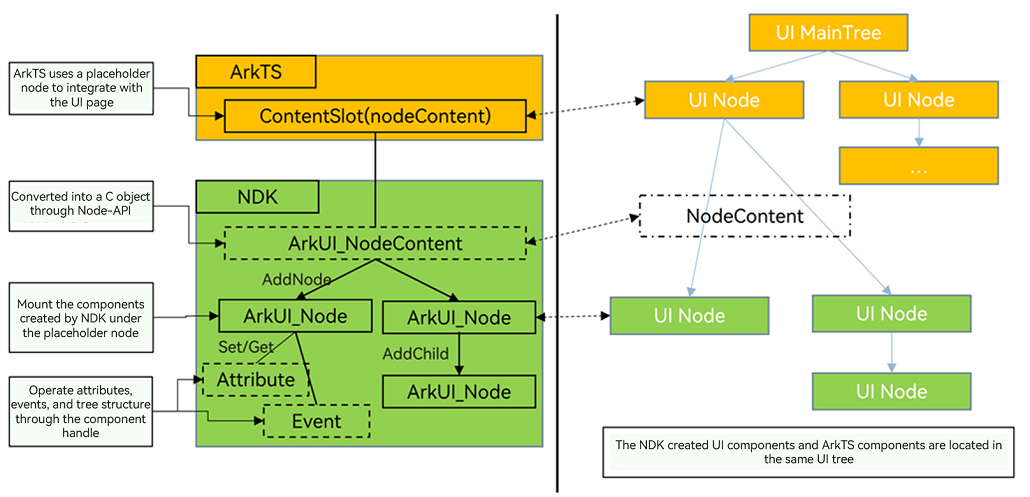 ArkTS uses a placeholder
node to integrate with
the UI page
ArkTS
ContentSlot(nodeContent)
Converted into a C object
through Node-API
NDK
ArkUI_NodeContent
AddNode
Mount the components
created by NDK under
the placeholder node
ArkUI_Node
ArkUI_Node
Set/Get
AddChild
Attribute
ArkUI_Node
Operate attributes,
events, and tree structure
through the component
handle
Event
UI MainTree
UI Node
UI Node
...
NodeContent
UI Node
UI Node
UI Node
The NDK created UI components and ArkTS components are located in
the same UI tree